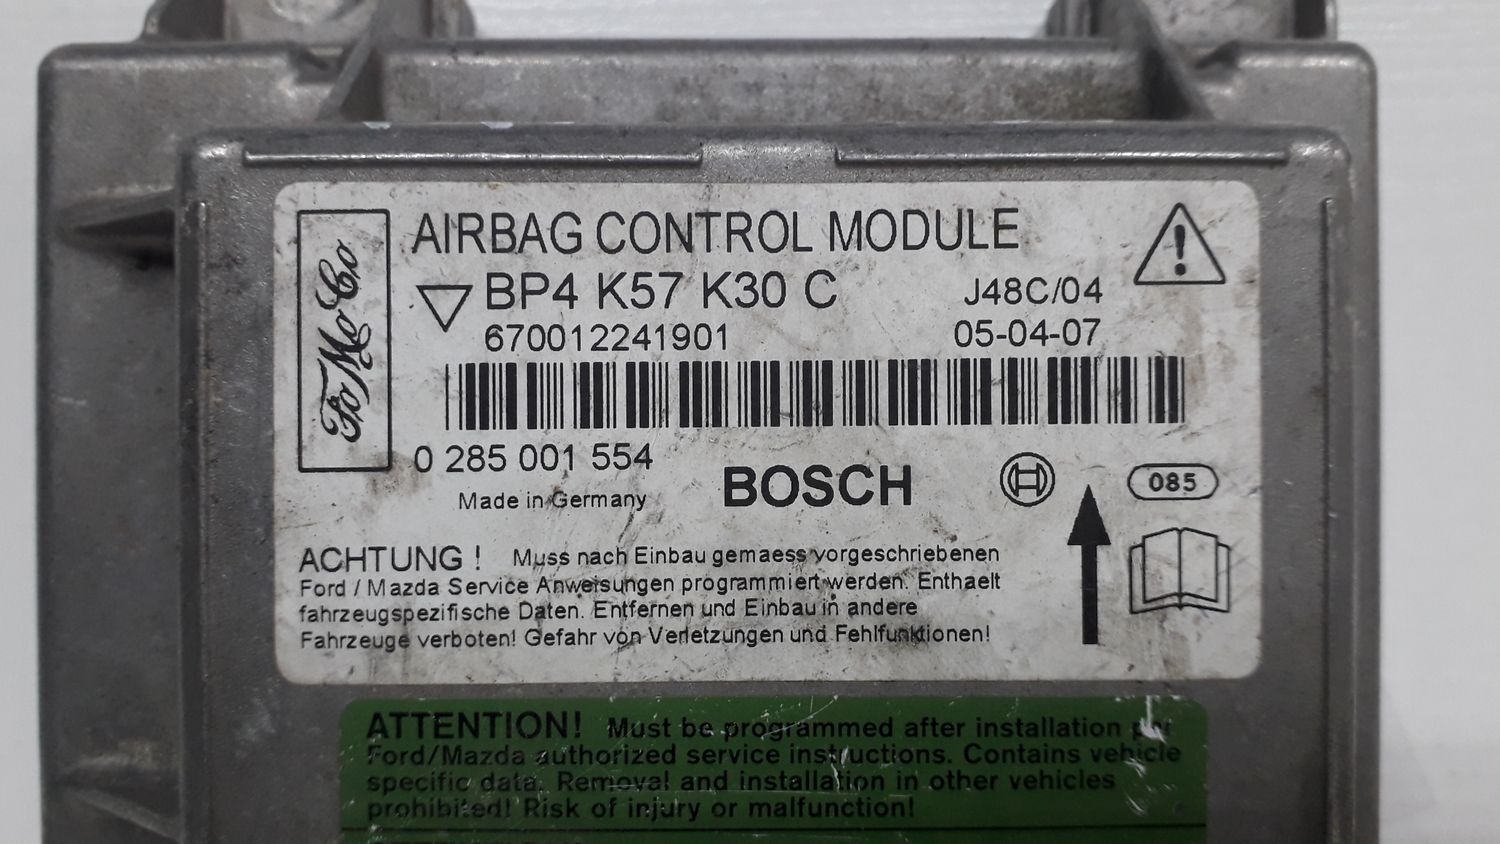 FoMoCo
AIRBAG CONTROL MODULE
BP4 K57 K30 C
J48C/04
670012241901
05-04-07
0 285 001 554
Made in Germany
BOSCH
085
ACHTUNG ! Muss nach Einbau gemaess vorgeschriebenen
Ford / Mazda Service Anweisungen programmiert werden. Enthaelt
fahrzeugspezifische Daten. Entfernen und Einbau in andere
Fahrzeuge verboten! Gefahr von Verletzungen und Fehlfunktionen!
ATTENTION! Must be programmed after installation per
Ford/Mazda authorized service instructions. Contains vehicle
specific data. Removal and installation in other vehicles
prohibited! Risk of injury or malfunction!